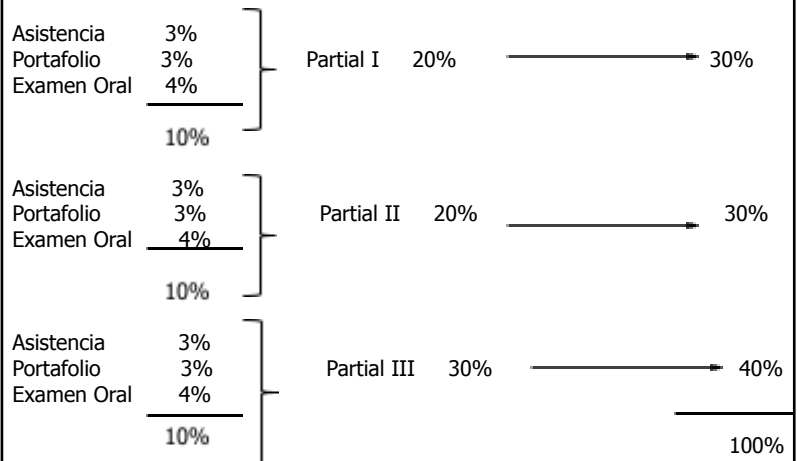 Asistencia 3%
Portafolio 3% Partial I 20% 30%
Examen Oral 4%
10%
Asistencia 3%
Portafolio 3% Partial II 20% 30%
Examen Oral 4%
10%
Asistencia 3%
Portafolio 3% Partial III 30% 40%
Examen Oral 4%
10% 100%